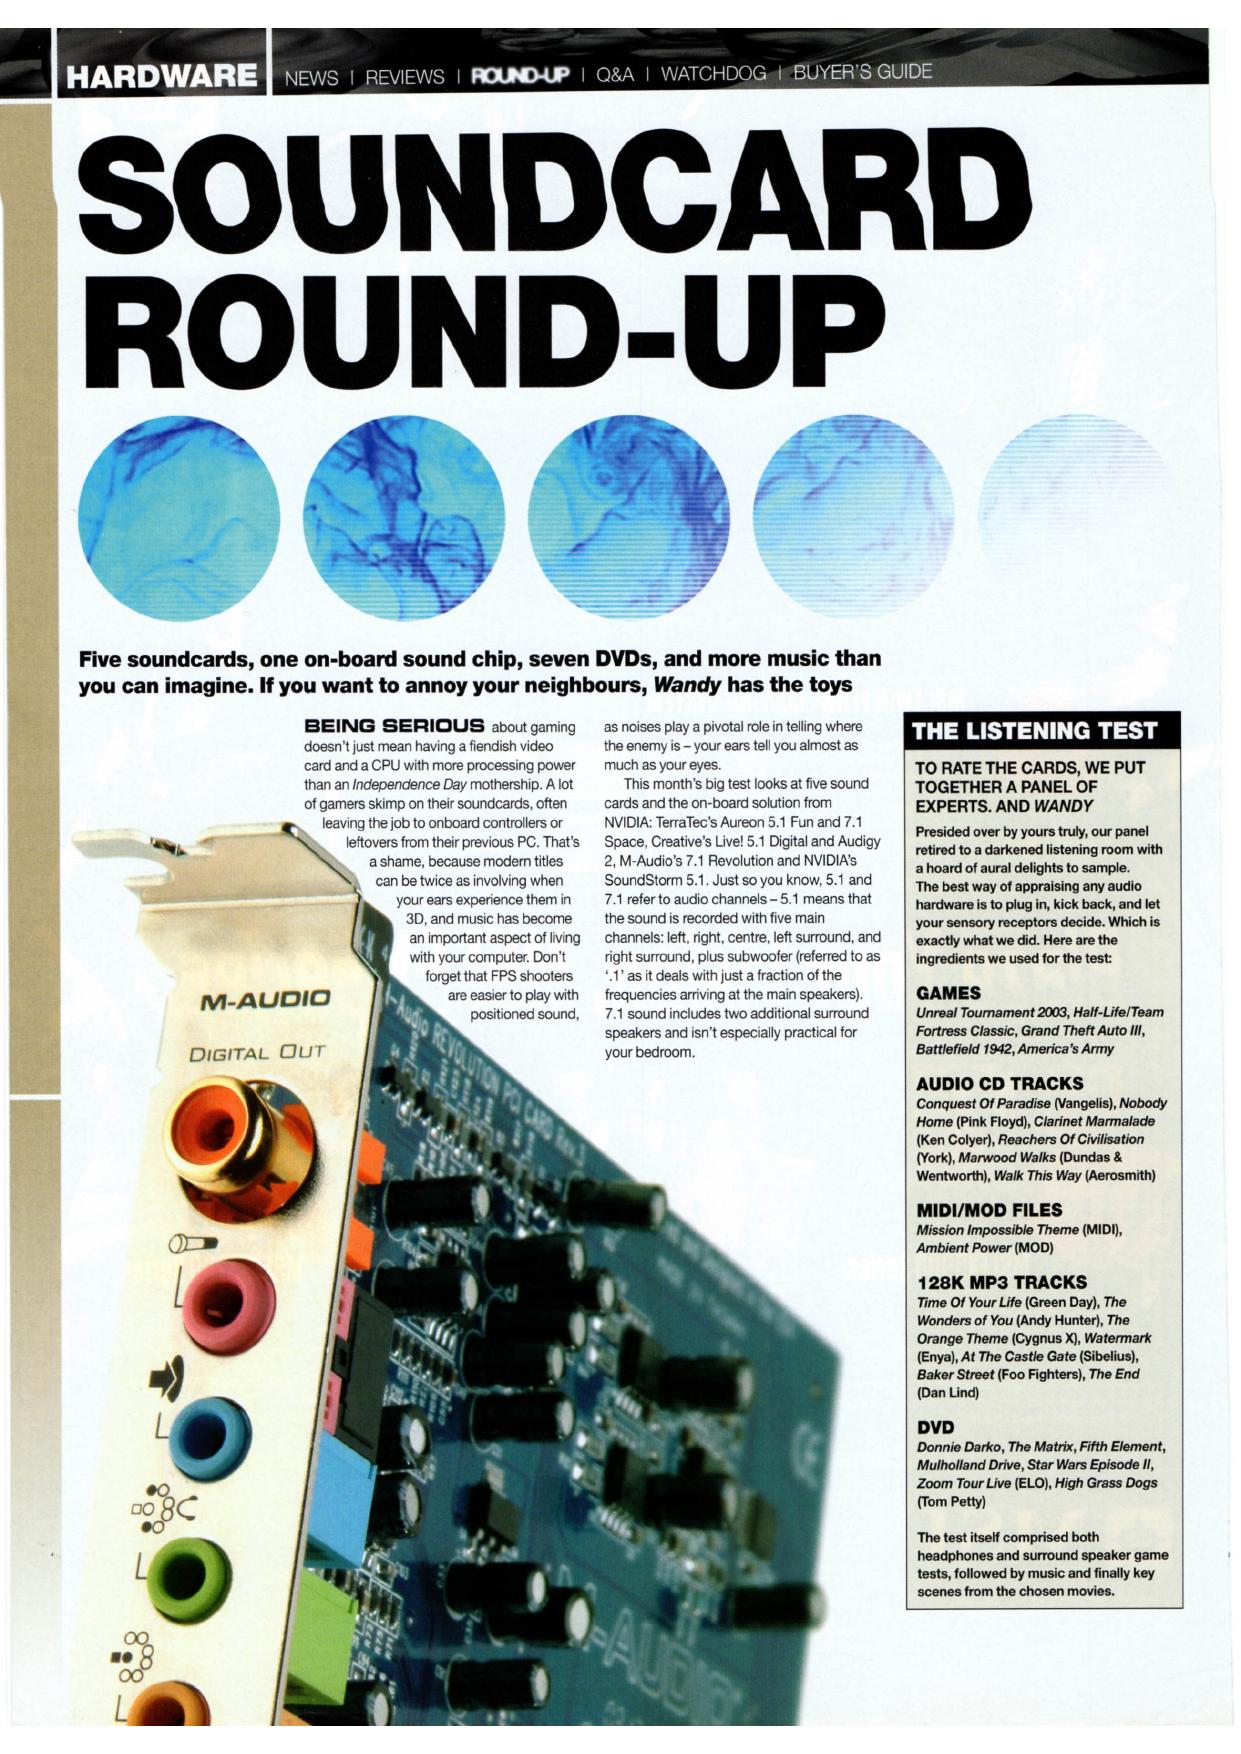 HARDWARE
NEWS | REVIEWS | ROUND-UP | Q&A | WATCHDOG | BUYER'S GUIDE
SOUNDCARD
ROUND-UP
Five soundcards, one on-board sound chip, seven DVDs, and more music than
you can imagine. If you want to annoy your neighbours, Wandy has the toys
BEING SERIOUS about gaming
doesn't just mean having a fiendish video
card and a CPU with more processing power
than an Independence Day mothership. A lot
of gamers skimp on their soundcards, often
leaving the job to onboard controllers or
leftovers from their previous PC. That's
a shame, because modern titles
can be twice as involving when
your ears experience them in
3D, and music has become
an important aspect of living
with your computer. Don't
forget that FPS shooters
are easier to play with
positioned sound,
as noises play a pivotal role in telling where
the enemy is – your ears tell you almost as
much as your eyes.
This month's big test looks at five sound
cards and the on-board solution from
NVIDIA: TerraTec's Aureon 5.1 Fun and 7.1
Space, Creative's Live! 5.1 Digital and Audigy
2, M-Audio's 7.1 Revolution and NVIDIA's
SoundStorm 5.1. Just so you know, 5.1 and
7.1 refer to audio channels – 5.1 means that
the sound is recorded with five main
channels: left, right, centre, left surround, and
right surround, plus subwoofer (referred to as
'.1' as it deals with just a fraction of the
frequencies arriving at the main speakers).
7.1 sound includes two additional surround
speakers and isn't especially practical for
your bedroom.
THE LISTENING TEST
TO RATE THE CARDS, WE PUT
TOGETHER A PANEL OF
EXPERTS. AND WANDY
Presided over by yours truly, our panel
retired to a darkened listening room with
a hoard of aural delights to sample.
The best way of appraising any audio
hardware is to plug in, kick back, and let
your sensory receptors decide. Which is
exactly what we did. Here are the
ingredients we used for the test:
GAMES
Unreal Tournament 2003, Half-Life/Team
Fortress Classic, Grand Theft Auto III,
Battlefield 1942, America's Army
AUDIO CD TRACKS
Conquest Of Paradise (Vangelis), Nobody
Home (Pink Floyd), Clarinet Marmalade
(Ken Colyer), Reachers Of Civilisation
(York), Marwood Walks (Dundas &
Wentworth), Walk This Way (Aerosmith)
MIDI/MOD FILES
Mission Impossible Theme (MIDI),
Ambient Power (MOD)
128K MP3 TRACKS
Time Of Your Life (Green Day), The
Wonders of You (Andy Hunter), The
Orange Theme (Cygnus X), Watermark
(Enya), At The Castle Gate (Sibelius),
Baker Street (Foo Fighters), The End
(Dan Lind)
DVD
Donnie Darko, The Matrix, Fifth Element,
Mulholland Drive, Star Wars Episode II,
Zoom Tour Live (ELO), High Grass Dogs
(Tom Petty)
The test itself comprised both
headphones and surround speaker game
tests, followed by music and finally key
scenes from the chosen movies.
M-AUDIO
DIGITAL OUT
M-Audio REVOLUTION PCI CARD Rev.
-AUDIO